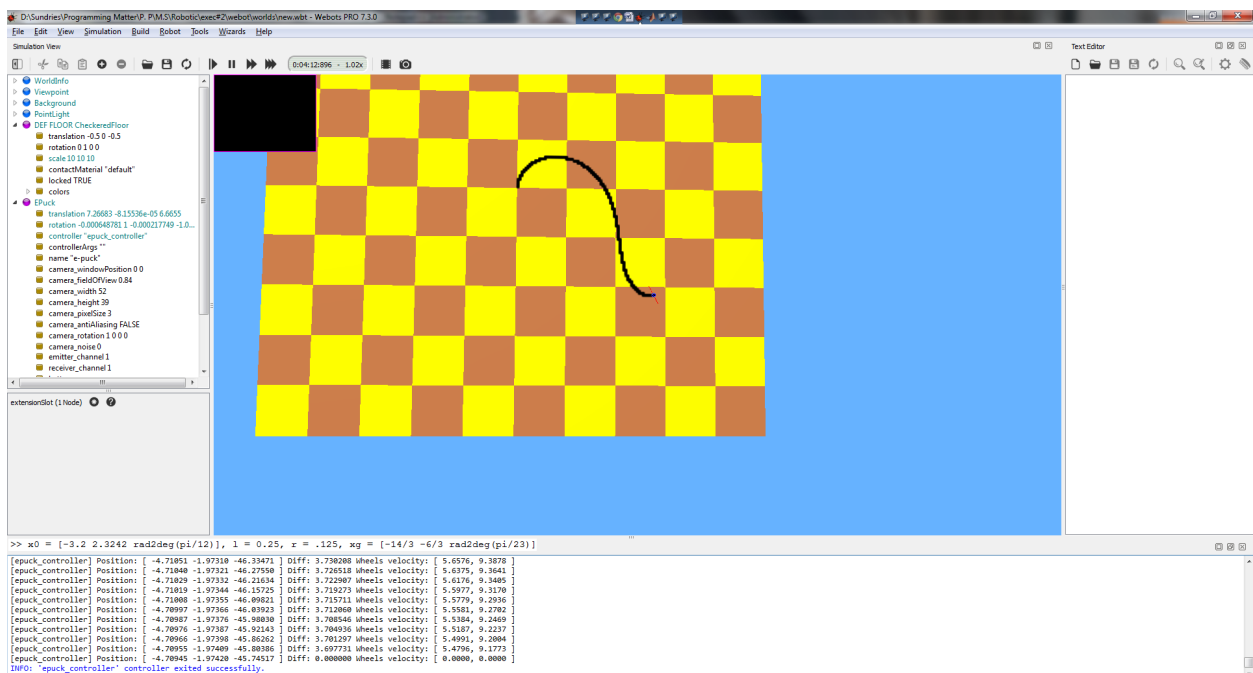 D:\Sundries\Programming Matter\P. P\M.S\Robotic\exec#2\webot\worlds\new.wbt - Webots PRO 7.3.0
File Edit View Simulation Build Robot Tools Wizards Help
Simulation View
Text Editor
0:04:12:896 - 1.02x
WorldInfo
Viewpoint
Background
PointLight
DEF FLOOR CheckeredFloor
translation -0.5 0 -0.5
rotation 0 1 0 0
scale 10 10 10
contactMaterial "default"
locked TRUE
colors
EPuck
translation 7.26683 -8.15536e-05 6.6655
rotation -0.000648781 1 -0.000217749 -1.0...
controller "epuck_controller"
controllerArgs ""
name "e-puck"
camera_windowPosition 0 0
camera_fieldOfView 0.84
camera_width 52
camera_height 39
camera_pixelSize 3
camera_antiAliasing FALSE
camera_rotation 1 0 0 0
camera_noise 0
emitter_channel 1
receiver_channel 1
extensionSlot (1 Node)
>> x0 = [-3.2 2.3242 rad2deg(pi/12)], l = 0.25, r = .125, xg = [-14/3 -6/3 rad2deg(pi/23)]
[epuck_controller] Position: [ -4.71051 -1.97310 -46.33471 ] Diff: 3.730208 Wheels velocity: [ 5.6576, 9.3878 ]
[epuck_controller] Position: [ -4.71040 -1.97321 -46.27550 ] Diff: 3.726518 Wheels velocity: [ 5.6375, 9.3641 ]
[epuck_controller] Position: [ -4.71029 -1.97332 -46.21634 ] Diff: 3.722907 Wheels velocity: [ 5.6176, 9.3405 ]
[epuck_controller] Position: [ -4.71019 -1.97344 -46.15725 ] Diff: 3.719273 Wheels velocity: [ 5.5977, 9.3170 ]
[epuck_controller] Position: [ -4.71008 -1.97355 -46.09821 ] Diff: 3.715711 Wheels velocity: [ 5.5779, 9.2936 ]
[epuck_controller] Position: [ -4.70997 -1.97366 -46.03923 ] Diff: 3.712060 Wheels velocity: [ 5.5581, 9.2702 ]
[epuck_controller] Position: [ -4.70987 -1.97376 -45.98030 ] Diff: 3.708546 Wheels velocity: [ 5.5384, 9.2469 ]
[epuck_controller] Position: [ -4.70976 -1.97387 -45.92143 ] Diff: 3.704936 Wheels velocity: [ 5.5187, 9.2237 ]
[epuck_controller] Position: [ -4.70966 -1.97398 -45.86262 ] Diff: 3.701297 Wheels velocity: [ 5.4991, 9.2004 ]
[epuck_controller] Position: [ -4.70955 -1.97409 -45.80386 ] Diff: 3.697731 Wheels velocity: [ 5.4796, 9.1773 ]
[epuck_controller] Position: [ -4.70945 -1.97420 -45.74517 ] Diff: 0.000000 Wheels velocity: [ 0.0000, 0.0000 ]
INFO: 'epuck_controller' controller exited successfully.